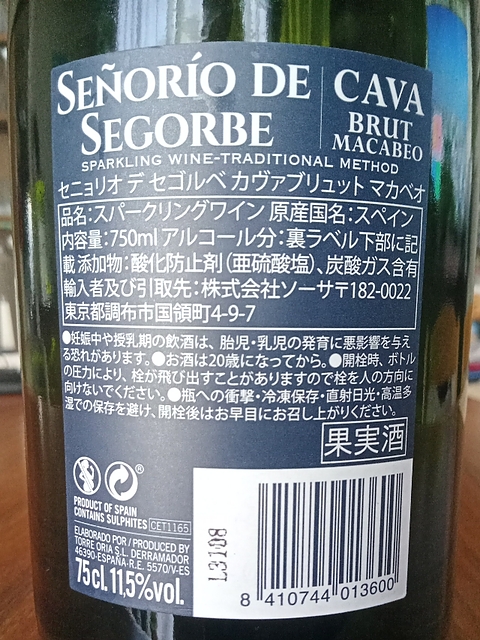 SEÑORÍO DE
SEGORBE
CAVA
BRUT
MACABEO
SPARKLING WINE-TRADITIONAL METHOD
セニョリオ デ セゴルベ カヴァブリュット マカベオ
品名:スパークリングワイン 原産国名:スペイン
内容量:750ml アルコール分:裏ラベル下部に記
載 添加物:酸化防止剤(亜硫酸塩)、炭酸ガス含有
輸入者及び引取先:株式会社ソーサ〒182-0022
東京都調布市国領町4-9-7
●妊娠中や授乳期の飲酒は、胎児・乳児の発育に悪影響を与え
る恐れがあります。●お酒は20歳になってから。●開栓時、ボトル
の圧力により、栓が飛び出すことがありますので栓を人の方向に
向けないでください。●瓶への衝撃・冷凍保存・直射日光・高温多
湿での保存を避け、開栓後はお早目にお召し上がりください。
果実酒
®
PRODUCT OF SPAIN
CONTAINS SULPHITES CET1165
ELABORADO POR / PRODUCED BY
TORRE ORIA S.L. DERRAMADOR
46390-ESPAÑA-R.E. 5570/V-ES
75cl. 11,5%vol.
L3108
8 410744 013600